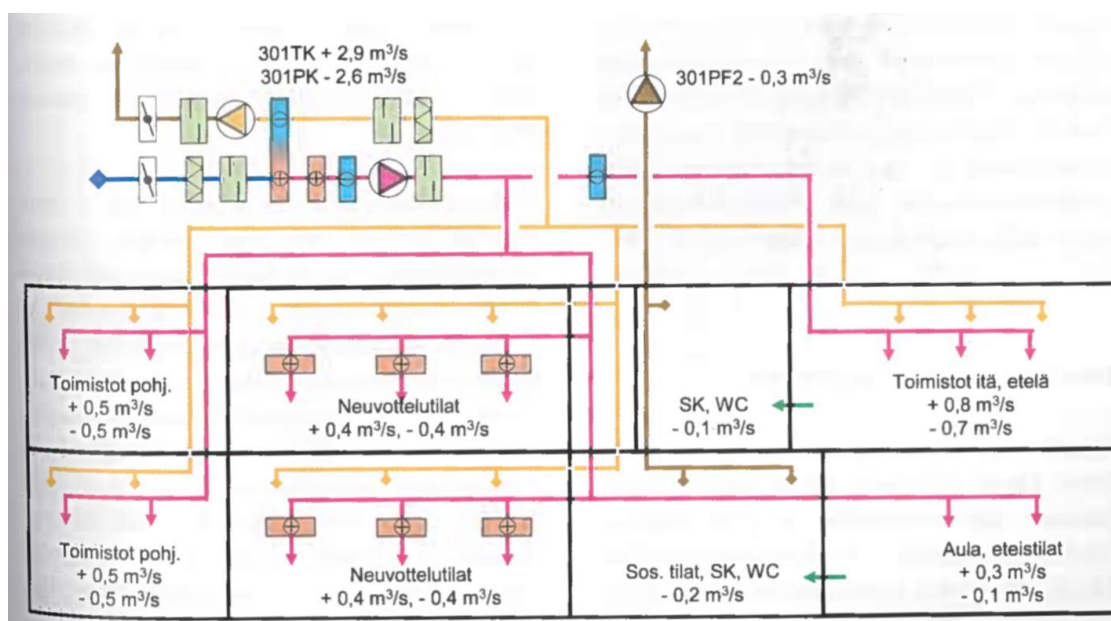 301TK + 2,9 m³/s
301PK - 2,6 m³/s
301PF2 - 0,3 m³/s
Toimistot pohj.
+ 0,5 m³/s
- 0,5 m³/s
Neuvottelutilat
+ 0,4 m³/s, - 0,4 m³/s
SK, WC
- 0,1 m³/s
Toimistot itä, etelä
+ 0,8 m³/s
- 0,7 m³/s
Toimistot pohj.
+ 0,5 m³/s
- 0,5 m³/s
Neuvottelutilat
+ 0,4 m³/s, - 0,4 m³/s
Sos. tilat, SK, WC
- 0,2 m³/s
Aula, eteistilat
+ 0,3 m³/s
- 0,1 m³/s